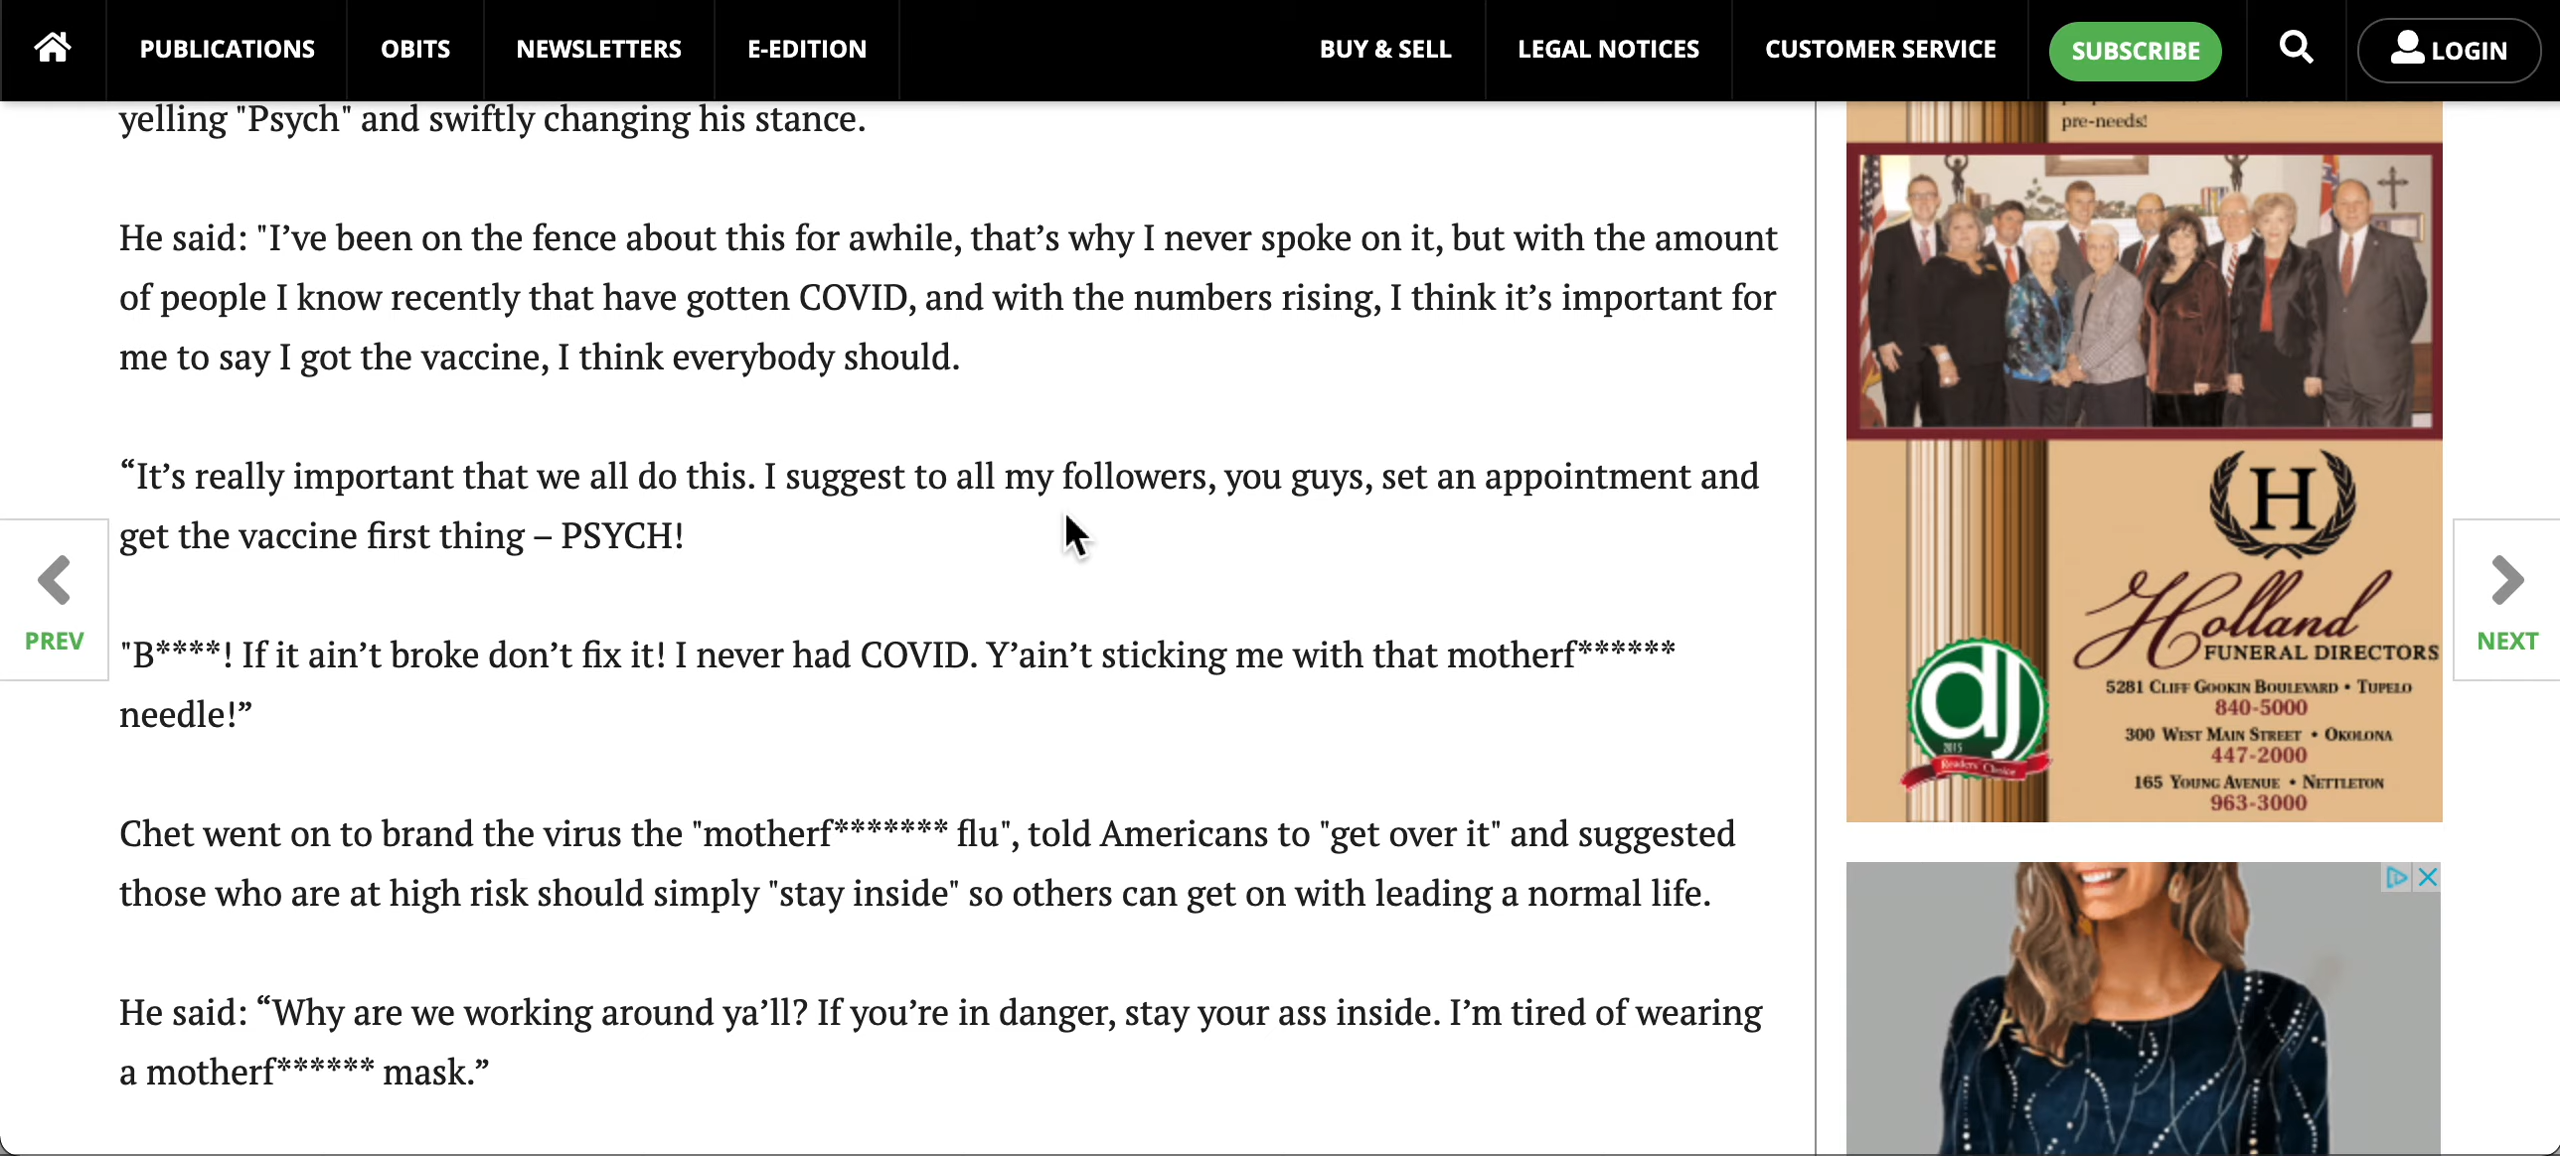 PUBLICATIONS OBITS NEWSLETTERS E-EDITION BUY & SELL LEGAL NOTICES CUSTOMER SERVICE SUBSCRIBE LOGIN
yelling "Psych" and swiftly changing his stance.
He said: "I’ve been on the fence about this for awhile, that’s why I never spoke on it, but with the amount
of people I know recently that have gotten COVID, and with the numbers rising, I think it’s important for
me to say I got the vaccine, I think everybody should.
“It’s really important that we all do this. I suggest to all my followers, you guys, set an appointment and
get the vaccine first thing – PSYCH!
"B****! If it ain’t broke don’t fix it! I never had COVID. Y’ain’t sticking me with that motherf******
needle!”
Chet went on to brand the virus the "motherf******* flu", told Americans to "get over it" and suggested
those who are at high risk should simply "stay inside" so others can get on with leading a normal life.
He said: “Why are we working around ya’ll? If you’re in danger, stay your ass inside. I’m tired of wearing
a motherf****** mask.”
PREV
NEXT
pre-needs!
H
Holland
FUNERAL DIRECTORS
5281 CLIFF GOOKIN BOULEVARD • TUPELO
840-5000
300 WEST MAIN STREET • OKOLONA
447-2000
165 YOUNG AVENUE • NETTLETON
963-3000
dJ
2015
Readers' Choice